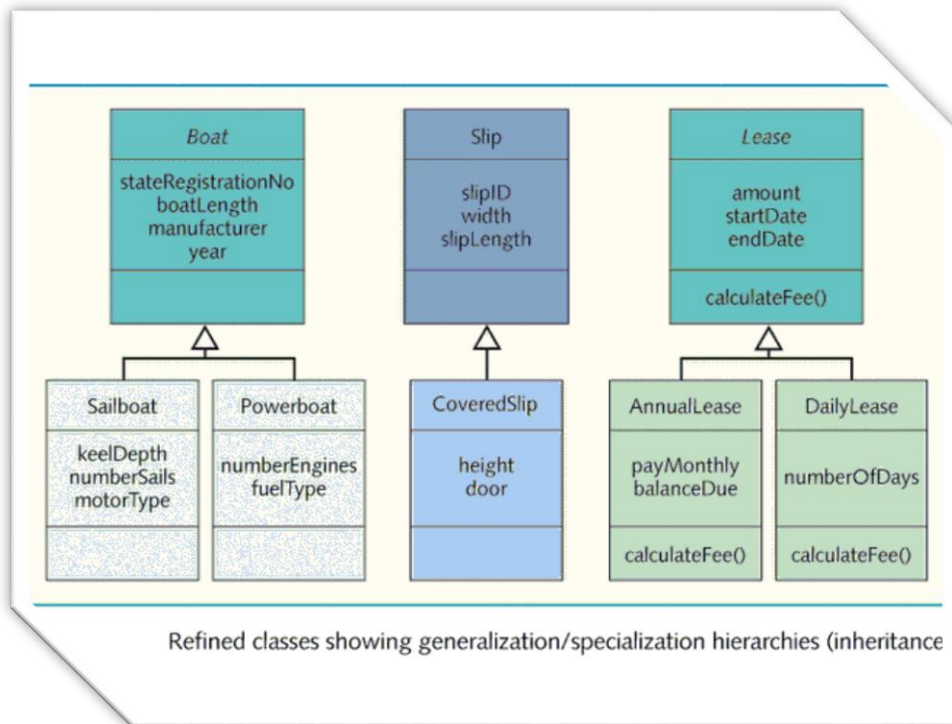 Boat
stateRegistrationNo
boatLength
manufacturer
year
Slip
slipID
width
slipLength
Lease
amount
startDate
endDate
calculateFee()
Sailboat
keelDepth
numberSails
motorType
Powerboat
numberEngines
fuelType
CoveredSlip
height
door
AnnualLease
payMonthly
balanceDue
calculateFee()
DailyLease
numberOfDays
calculateFee()
Refined classes showing generalization/specialization hierarchies (inheritance